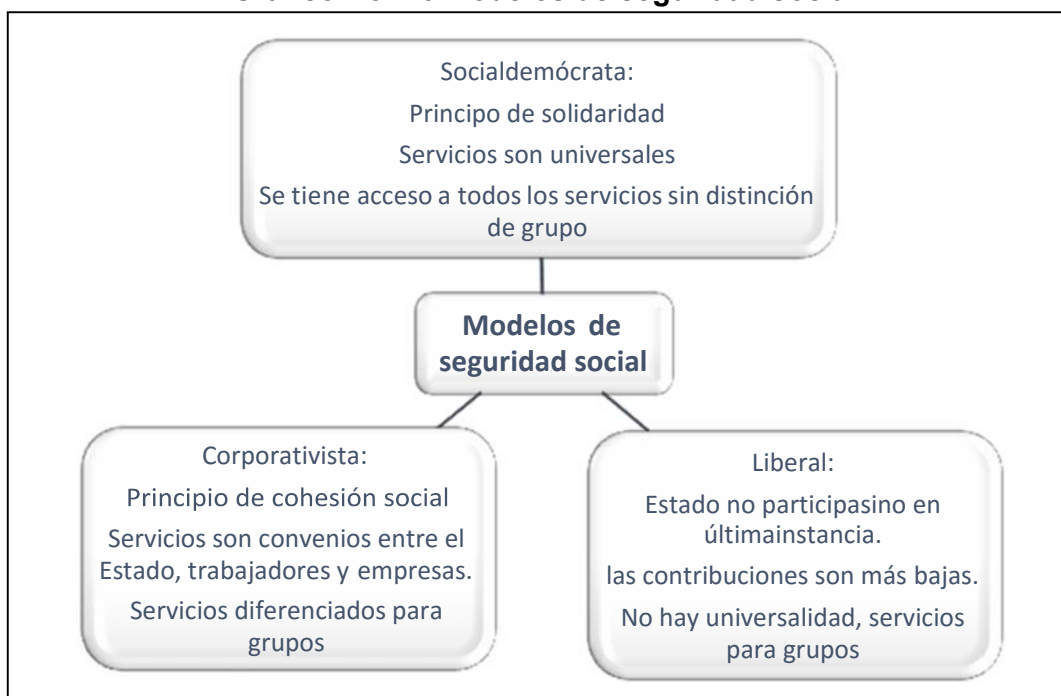 Socialdemócrata:
Principo de solidaridad
Servicios son universales
Se tiene acceso a todos los servicios sin distinción
de grupo
Modelos de
seguridad social
Corporativista:
Principio de cohesión social
Servicios son convenios entre el
Estado, trabajadores y empresas.
Servicios diferenciados para
grupos
Liberal:
Estado no participasino en
últimainstancia.
las contribuciones son más bajas.
No hay universalidad, servicios
para grupos